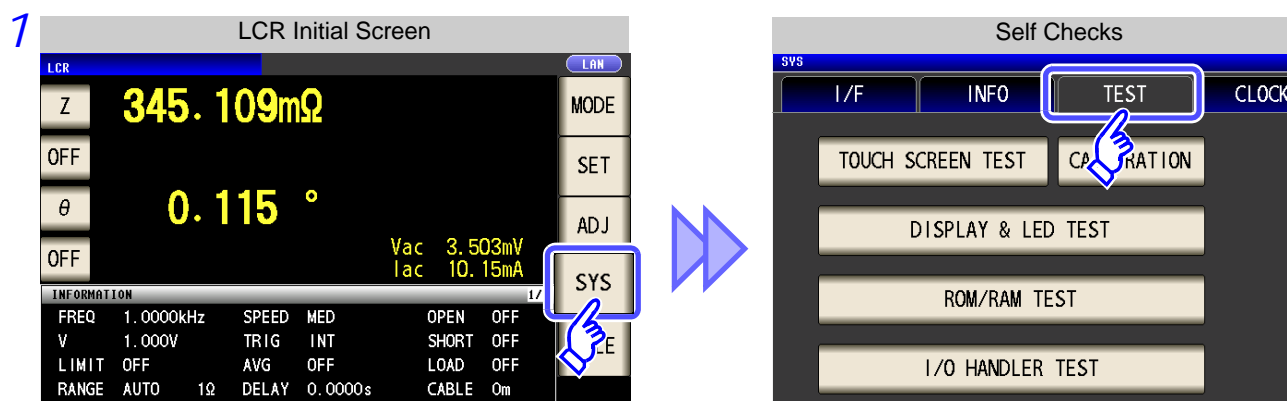 1
LCR Initial Screen
LCR
LAN
Z 345.109mΩ
MODE
OFF
SET
θ 0.115 °
ADJ
OFF
Vac 3.503mV
Iac 10.15mA
SYS
INFORMATION 1/
FREQ 1.0000kHz SPEED MED OPEN OFF
V 1.000V TRIG INT SHORT OFF
LIMIT OFF AVG OFF LOAD OFF
RANGE AUTO 1Ω DELAY 0.0000s CABLE 0m
Self Checks
SYS
I/F INFO TEST CLOCK
TOUCH SCREEN TEST
DISPLAY & LED TEST
ROM/RAM TEST
I/O HANDLER TEST